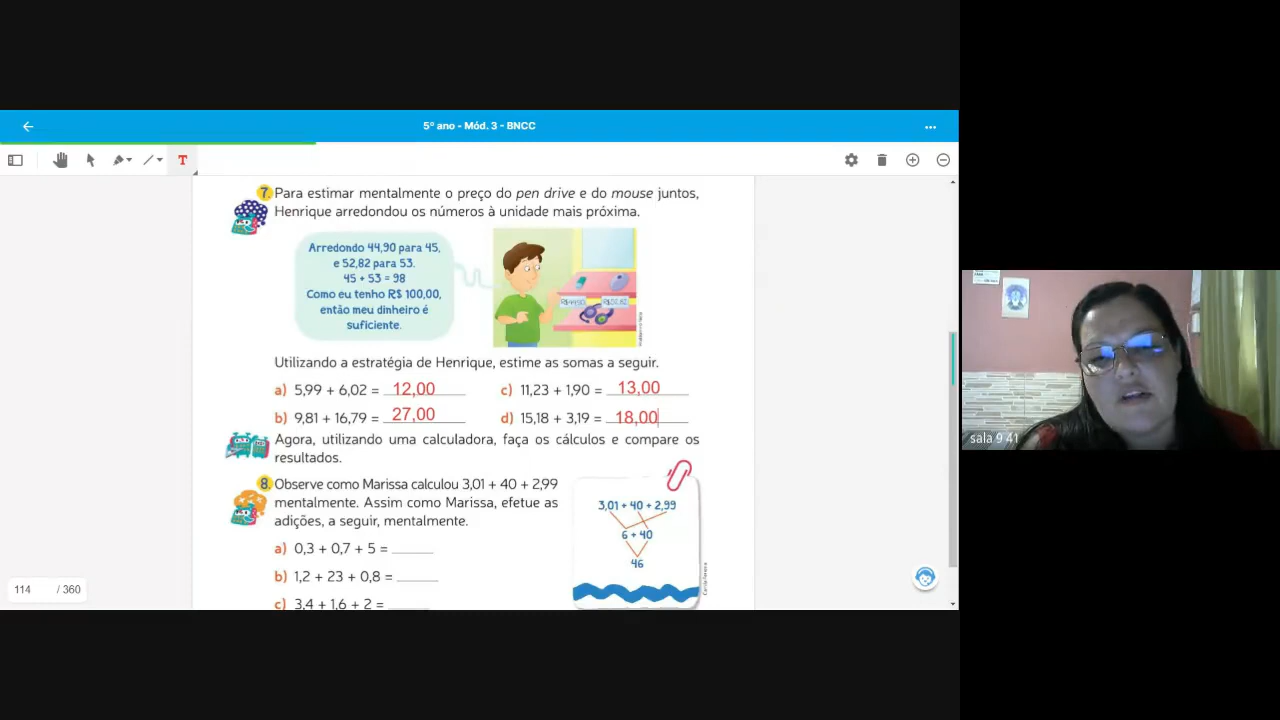 5º ano - Mód. 3 - BNCC
7. Para estimar mentalmente o preço do pen drive e do mouse juntos,
Henrique arredondou os números à unidade mais próxima.
Arredondo 44,90 para 45,
e 52,82 para 53.
45 + 53 = 98
Como eu tenho R$ 100,00,
então meu dinheiro é
suficiente.
R$44,90 R$52,82
Utilizando a estratégia de Henrique, estime as somas a seguir.
a) 5,99 + 6,02 = 12,00
c) 11,23 + 1,90 = 13,00
b) 9,81 + 16,79 = 27,00
d) 15,18 + 3,19 = 18,00
Agora, utilizando uma calculadora, faça os cálculos e compare os
resultados.
8. Observe como Marissa calculou 3,01 + 40 + 2,99
mentalmente. Assim como Marissa, efetue as
adições, a seguir, mentalmente.
3,01 + 40 + 2,99
6 + 40
46
a) 0,3 + 0,7 + 5 =
b) 1,2 + 23 + 0,8 =
c) 3,4 + 1,6 + 2 =
114 / 360
sala 9 41